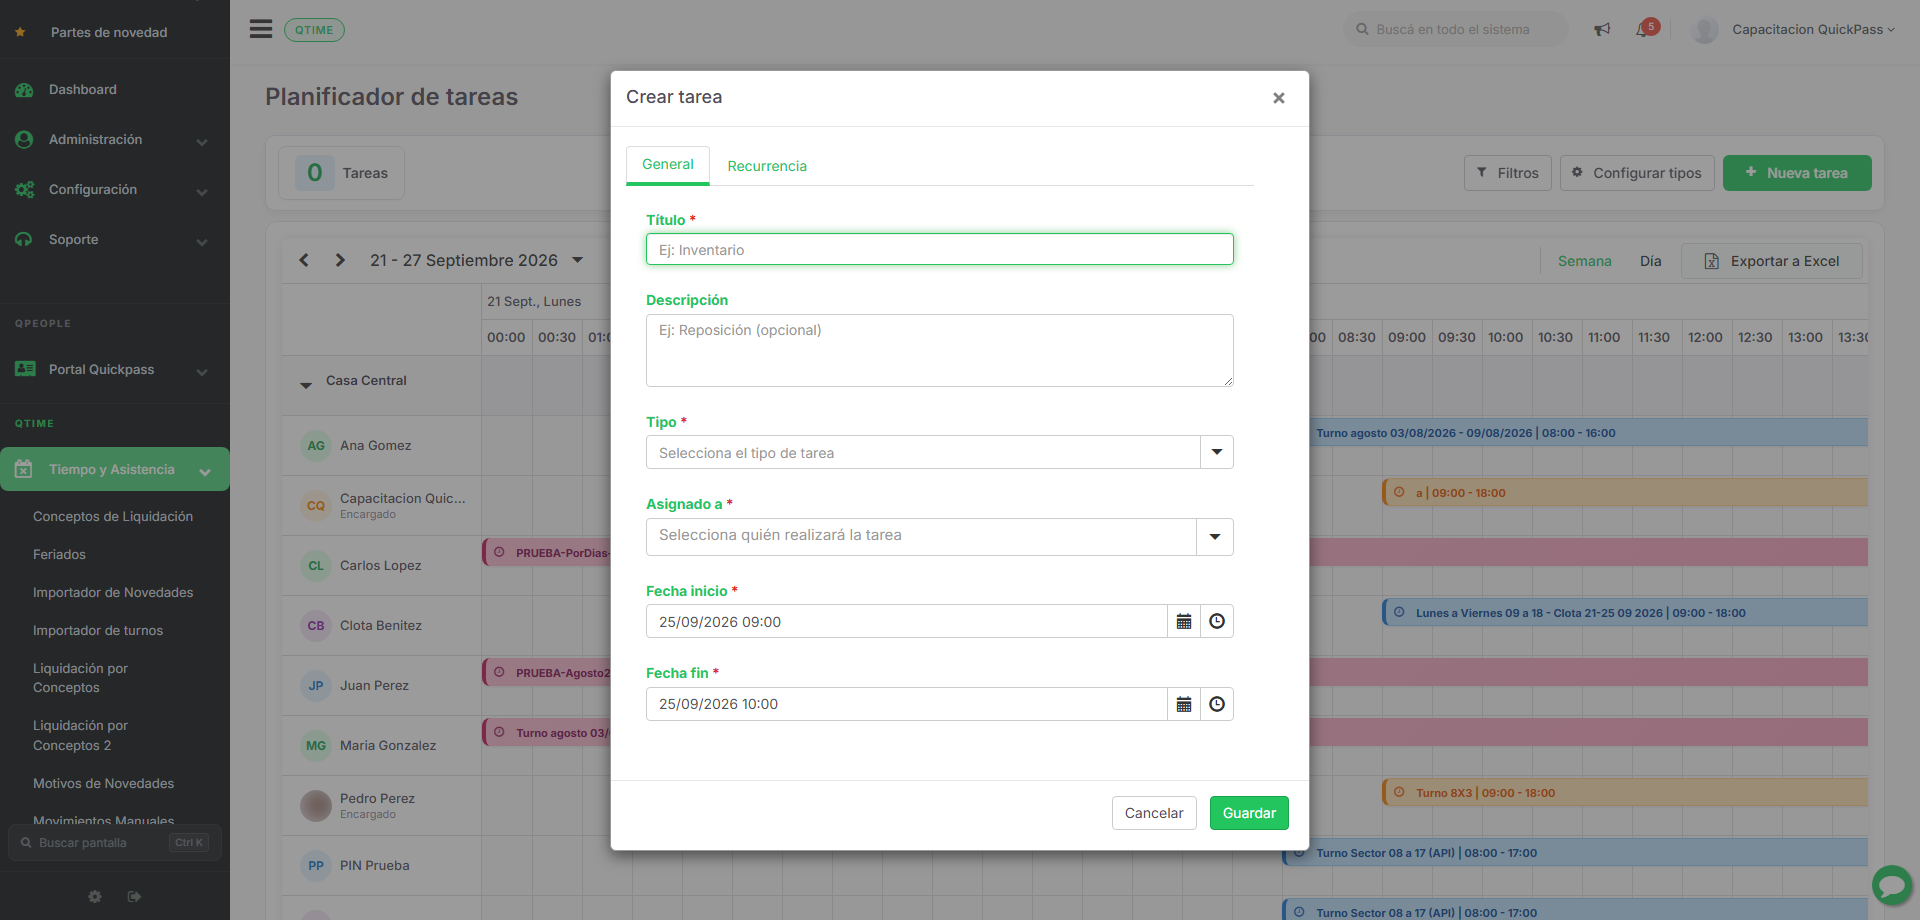 Partes de novedad
Dashboard
Administración
Configuración
Soporte
QPEOPLE
Portal Quickpass
QTIME
Tiempo y Asistencia
Conceptos de Liquidación
Feriados
Importador de Novedades
Importador de turnos
Liquidación por
Conceptos
Liquidación por
Conceptos 2
Motivos de Novedades
Movimientos Manuales
Buscar pantalla
Ctrl K
QTIME
Buscá en todo el sistema
5
Capacitacion QuickPass
Planificador de tareas
0 Tareas
Filtros
Configurar tipos
Nueva tarea
21 - 27 Septiembre 2026
Semana
Día
Exportar a Excel
21 Sept., Lunes
00:00 00:30 01:0
00 08:30 09:00 09:30 10:00 10:30 11:00 11:30 12:00 12:30 13:00 13:30
Casa Central
AG Ana Gomez
Turno agosto 03/08/2026 - 09/08/2026 | 08:00 - 16:00
CQ Capacitacion Quic...
Encargado
a | 09:00 - 18:00
CL Carlos Lopez
PRUEBA-PorDias-
CB Clota Benitez
Lunes a Viernes 09 a 18 - Clota 21-25 09 2026 | 09:00 - 18:00
JP Juan Perez
PRUEBA-Agosto2
MG Maria Gonzalez
Turno agosto 03/
Pedro Perez
Encargado
Turno 8X3 | 09:00 - 18:00
PP PIN Prueba
Turno Sector 08 a 17 (API) | 08:00 - 17:00
Turno Sector 08 a 17 (API) | 08:00 - 17:00
Crear tarea
General
Recurrencia
Título *
Ej: Inventario
Descripción
Ej: Reposición (opcional)
Tipo *
Selecciona el tipo de tarea
Asignado a *
Selecciona quién realizará la tarea
Fecha inicio *
25/09/2026 09:00
Fecha fin *
25/09/2026 10:00
Cancelar
Guardar